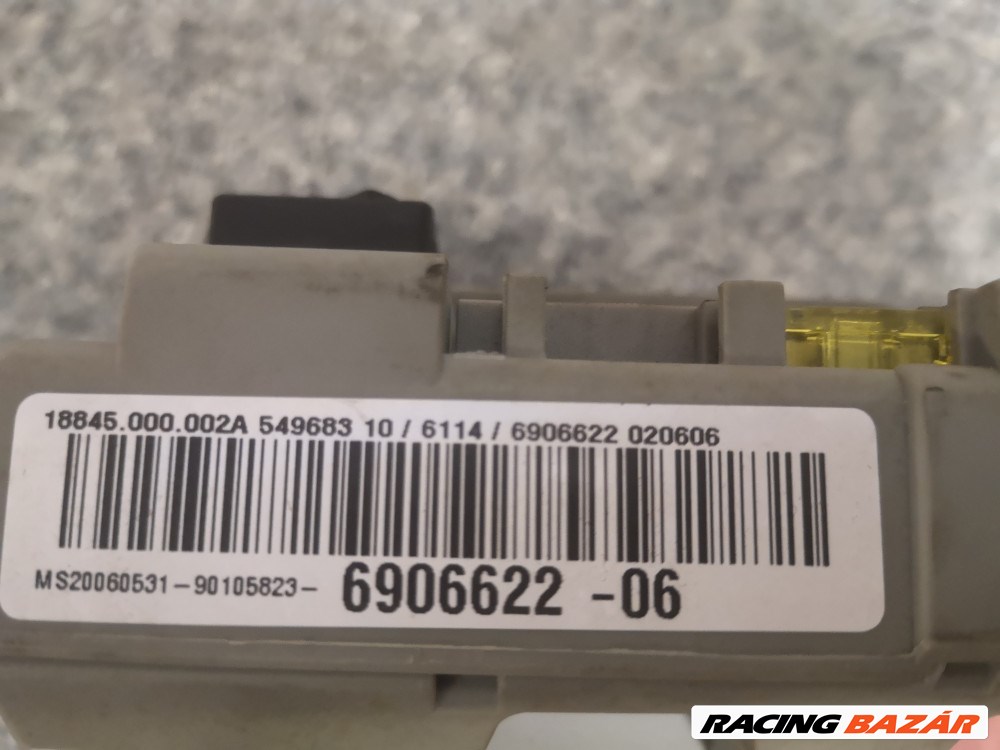 18845.000.002A 549683 10 / 6114 / 6906622 020606
MS20060531-90105823- 6906622 -06
RACING BAZÁR